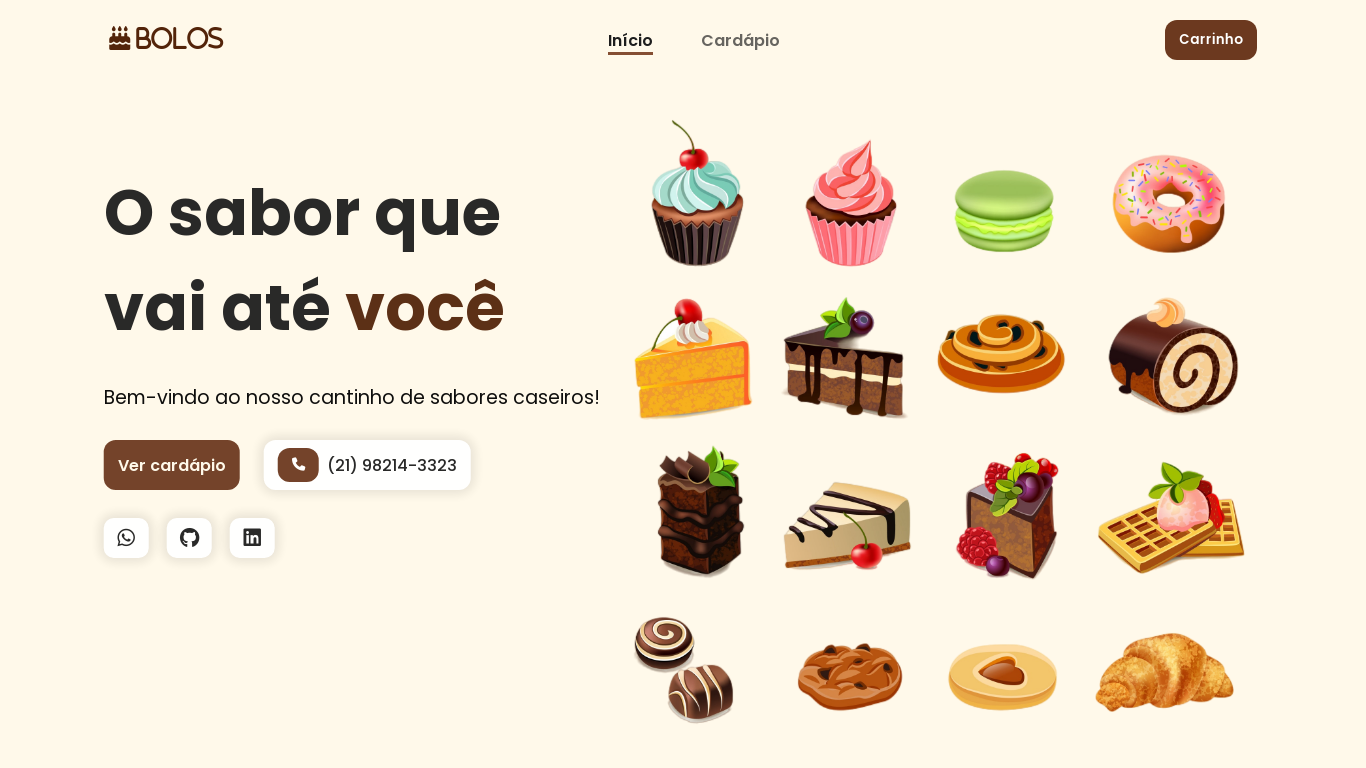 BOLOS
Início
Cardápio
Carrinho
O sabor que
vai até você
Bem-vindo ao nosso cantinho de sabores caseiros!
Ver cardápio
(21) 98214-3323